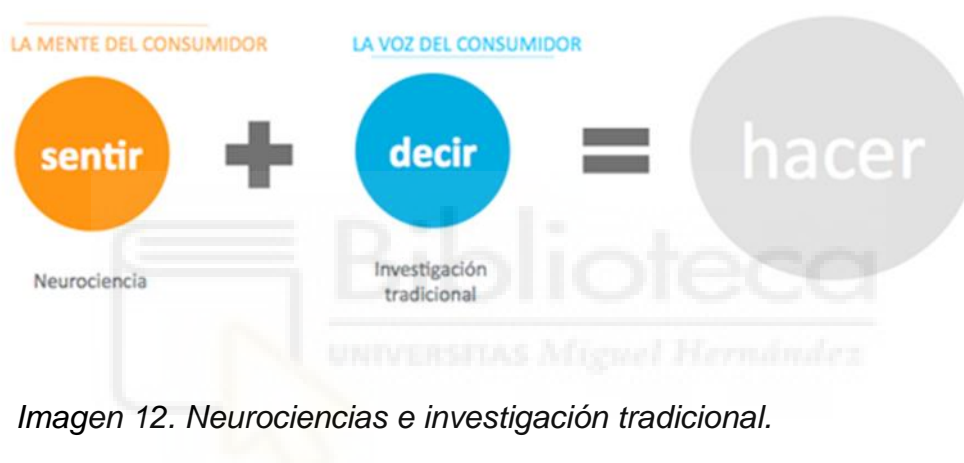 LA MENTE DEL CONSUMIDOR
LA VOZ DEL CONSUMIDOR
sentir
+
decir
=
hacer
Neurociencia
Investigación
tradicional
Biblioteca
UNIVERSITAS Miguel Hernández
Imagen 12. Neurociencias e investigación tradicional.